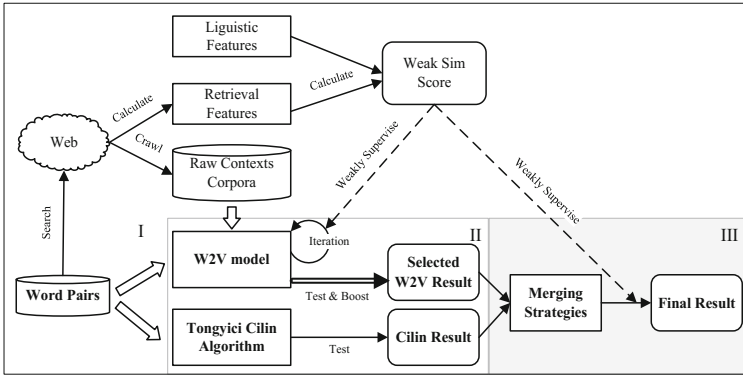 Liguistic
Features
Weak Sim
Score
Calculate
Calculate
Retrieval
Features
Web
Crawl
Raw Contexts
Corpora
Weakly Supervise
Weakly Supervise
Search
I
II
III
Iteration
W2V model
Selected
W2V Result
Word Pairs
Test & Boost
Merging
Strategies
Final Result
Tongyici Cilin
Algorithm
Test
Cilin Result